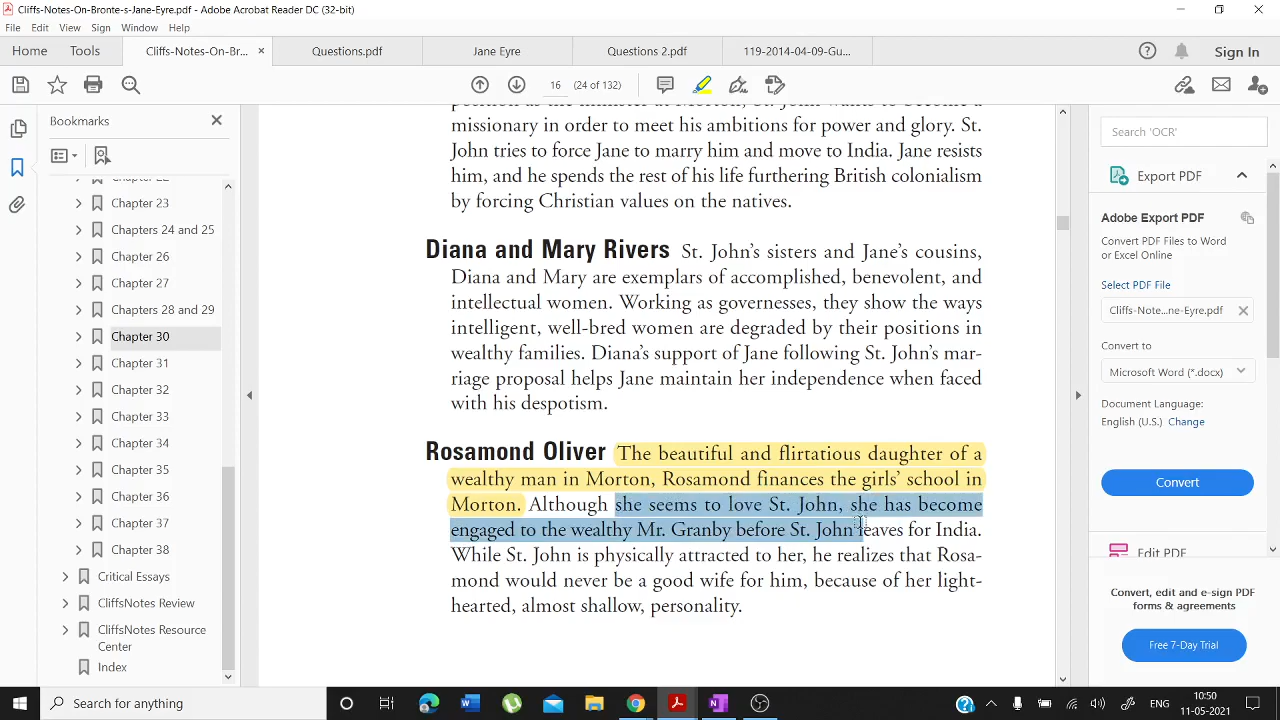 Cliffs-Notes-On-Bronte-s-Jane-Eyre.pdf - Adobe Acrobat Reader DC (32-bit)
File Edit View Sign Window Help
Home Tools Cliffs-Notes-On-Br... × Questions.pdf Jane Eyre Questions 2.pdf 119-2014-04-09-Gu... Sign In
16 (24 of 132)
Bookmarks
Chapter 23
Chapters 24 and 25
Chapter 26
Chapter 27
Chapters 28 and 29
Chapter 30
Chapter 31
Chapter 32
Chapter 33
Chapter 34
Chapter 35
Chapter 36
Chapter 37
Chapter 38
Critical Essays
CliffsNotes Review
CliffsNotes Resource
Center
Index
position as the minister at Morton, St. John wants to become a
missionary in order to meet his ambitions for power and glory. St.
John tries to force Jane to marry him and move to India. Jane resists
him, and he spends the rest of his life furthering British colonialism
by forcing Christian values on the natives.
Diana and Mary Rivers St. John's sisters and Jane's cousins,
Diana and Mary are exemplars of accomplished, benevolent, and
intellectual women. Working as governesses, they show the ways
intelligent, well-bred women are degraded by their positions in
wealthy families. Diana's support of Jane following St. John's mar-
riage proposal helps Jane maintain her independence when faced
with his despotism.
Rosamond Oliver The beautiful and flirtatious daughter of a
wealthy man in Morton, Rosamond finances the girls' school in
Morton. Although she seems to love St. John, she has become
engaged to the wealthy Mr. Granby before St. John leaves for India.
While St. John is physically attracted to her, he realizes that Rosa-
mond would never be a good wife for him, because of her light-
hearted, almost shallow, personality.
Search 'OCR'
Export PDF
Adobe Export PDF
Convert PDF Files to Word
or Excel Online
Select PDF File
Cliffs-Note...ne-Eyre.pdf
Convert to
Microsoft Word (*.docx)
Document Language:
English (U.S.) Change
Convert
Edit PDF
Convert, edit and e-sign PDF
forms & agreements
Free 7-Day Trial
Search for anything
ENG
10:50
11-05-2021